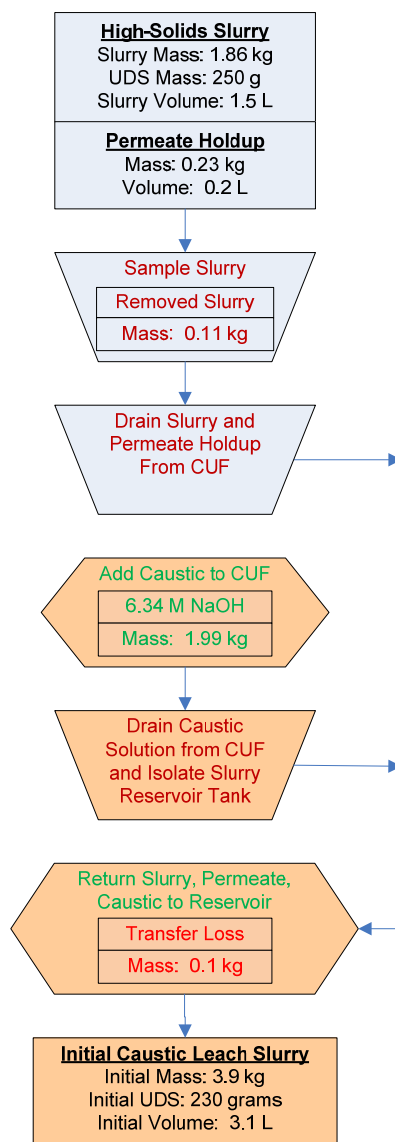 High-Solids Slurry
Slurry Mass: 1.86 kg
UDS Mass: 250 g
Slurry Volume: 1.5 L
Permeate Holdup
Mass: 0.23 kg
Volume:  0.2 L
Sample Slurry
Removed Slurry
Mass:  0.11 kg
Drain Slurry and
Permeate Holdup
From CUF
Add Caustic to CUF
6.34 M NaOH
Mass:  1.99 kg
Drain Caustic
Solution from CUF
and Isolate Slurry
Reservoir Tank
Return Slurry, Permeate,
Caustic to Reservoir
Transfer Loss
Mass:  0.1 kg
Initial Caustic Leach Slurry
Initial Mass: 3.9 kg
Initial UDS: 230 grams
Initial Volume: 3.1 L